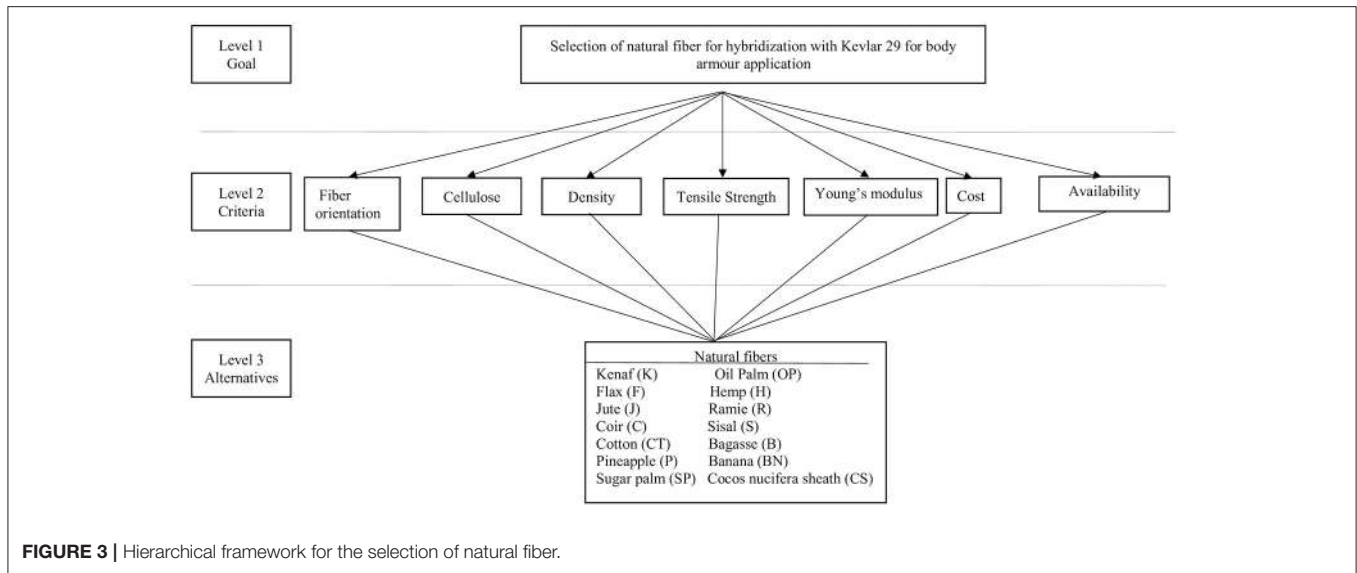 Level 1
Goal
Selection of natural fiber for hybridization with Kevlar 29 for body
armour application
Level 2
Criteria
Fiber
orientation
Cellulose
Density
Tensile Strength
Young's modulus
Cost
Availability
Level 3
Alternatives
Natural fibers
Kenaf (K) Oil Palm (OP)
Flax (F) Hemp (H)
Jute (J) Ramie (R)
Coir (C) Sisal (S)
Cotton (CT) Bagasse (B)
Pineapple (P) Banana (BN)
Sugar palm (SP) Cocos nucifera sheath (CS)
FIGURE 3 | Hierarchical framework for the selection of natural fiber.